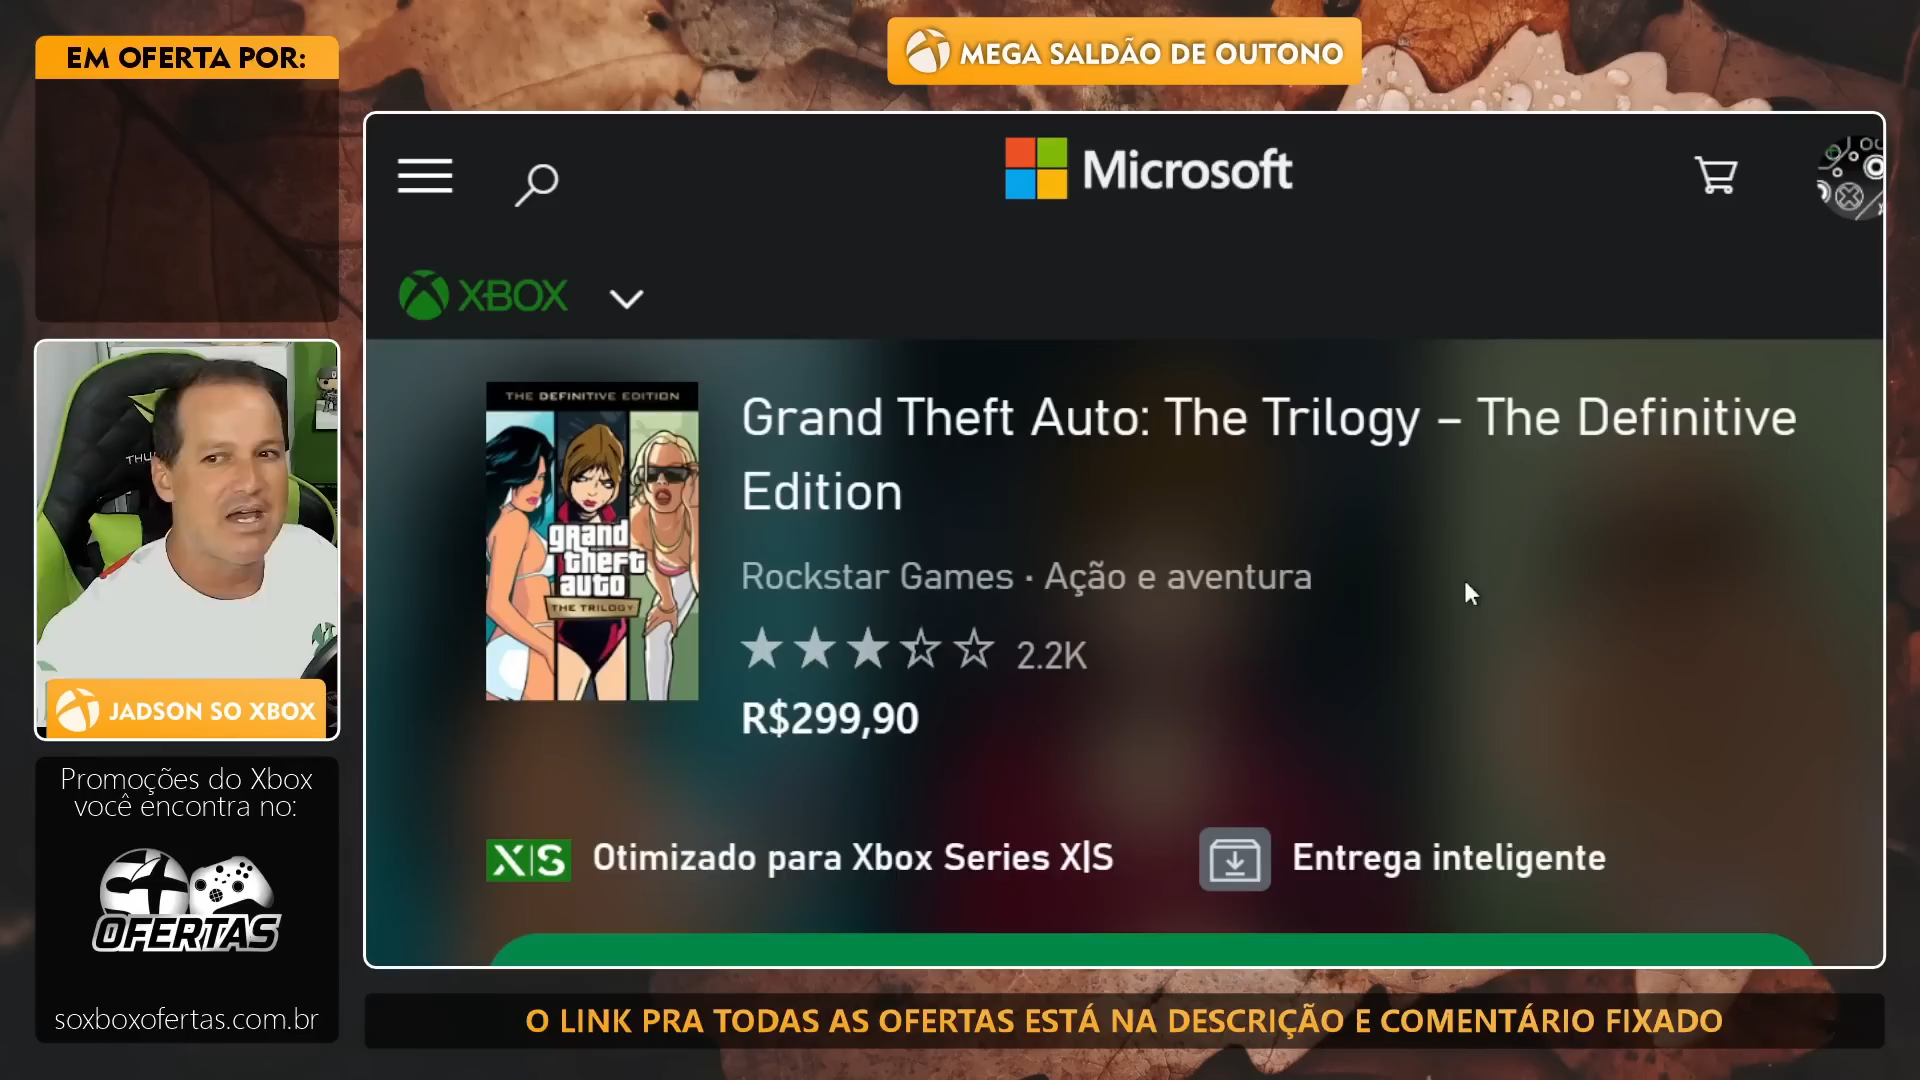 EM OFERTA POR:
MEGA SALDÃO DE OUTONO
Microsoft
XBOX
THE DEFINITIVE EDITION
grand
theft
auto
THE TRILOGY
Grand Theft Auto: The Trilogy – The Definitive
Edition
Rockstar Games · Ação e aventura
2.2K
R$299,90
X|S Otimizado para Xbox Series X|S
Entrega inteligente
JADSON SO XBOX
Promoções do Xbox
você encontra no:
OFERTAS
soxboxofertas.com.br
O LINK PRA TODAS AS OFERTAS ESTÁ NA DESCRIÇÃO E COMENTÁRIO FIXADO